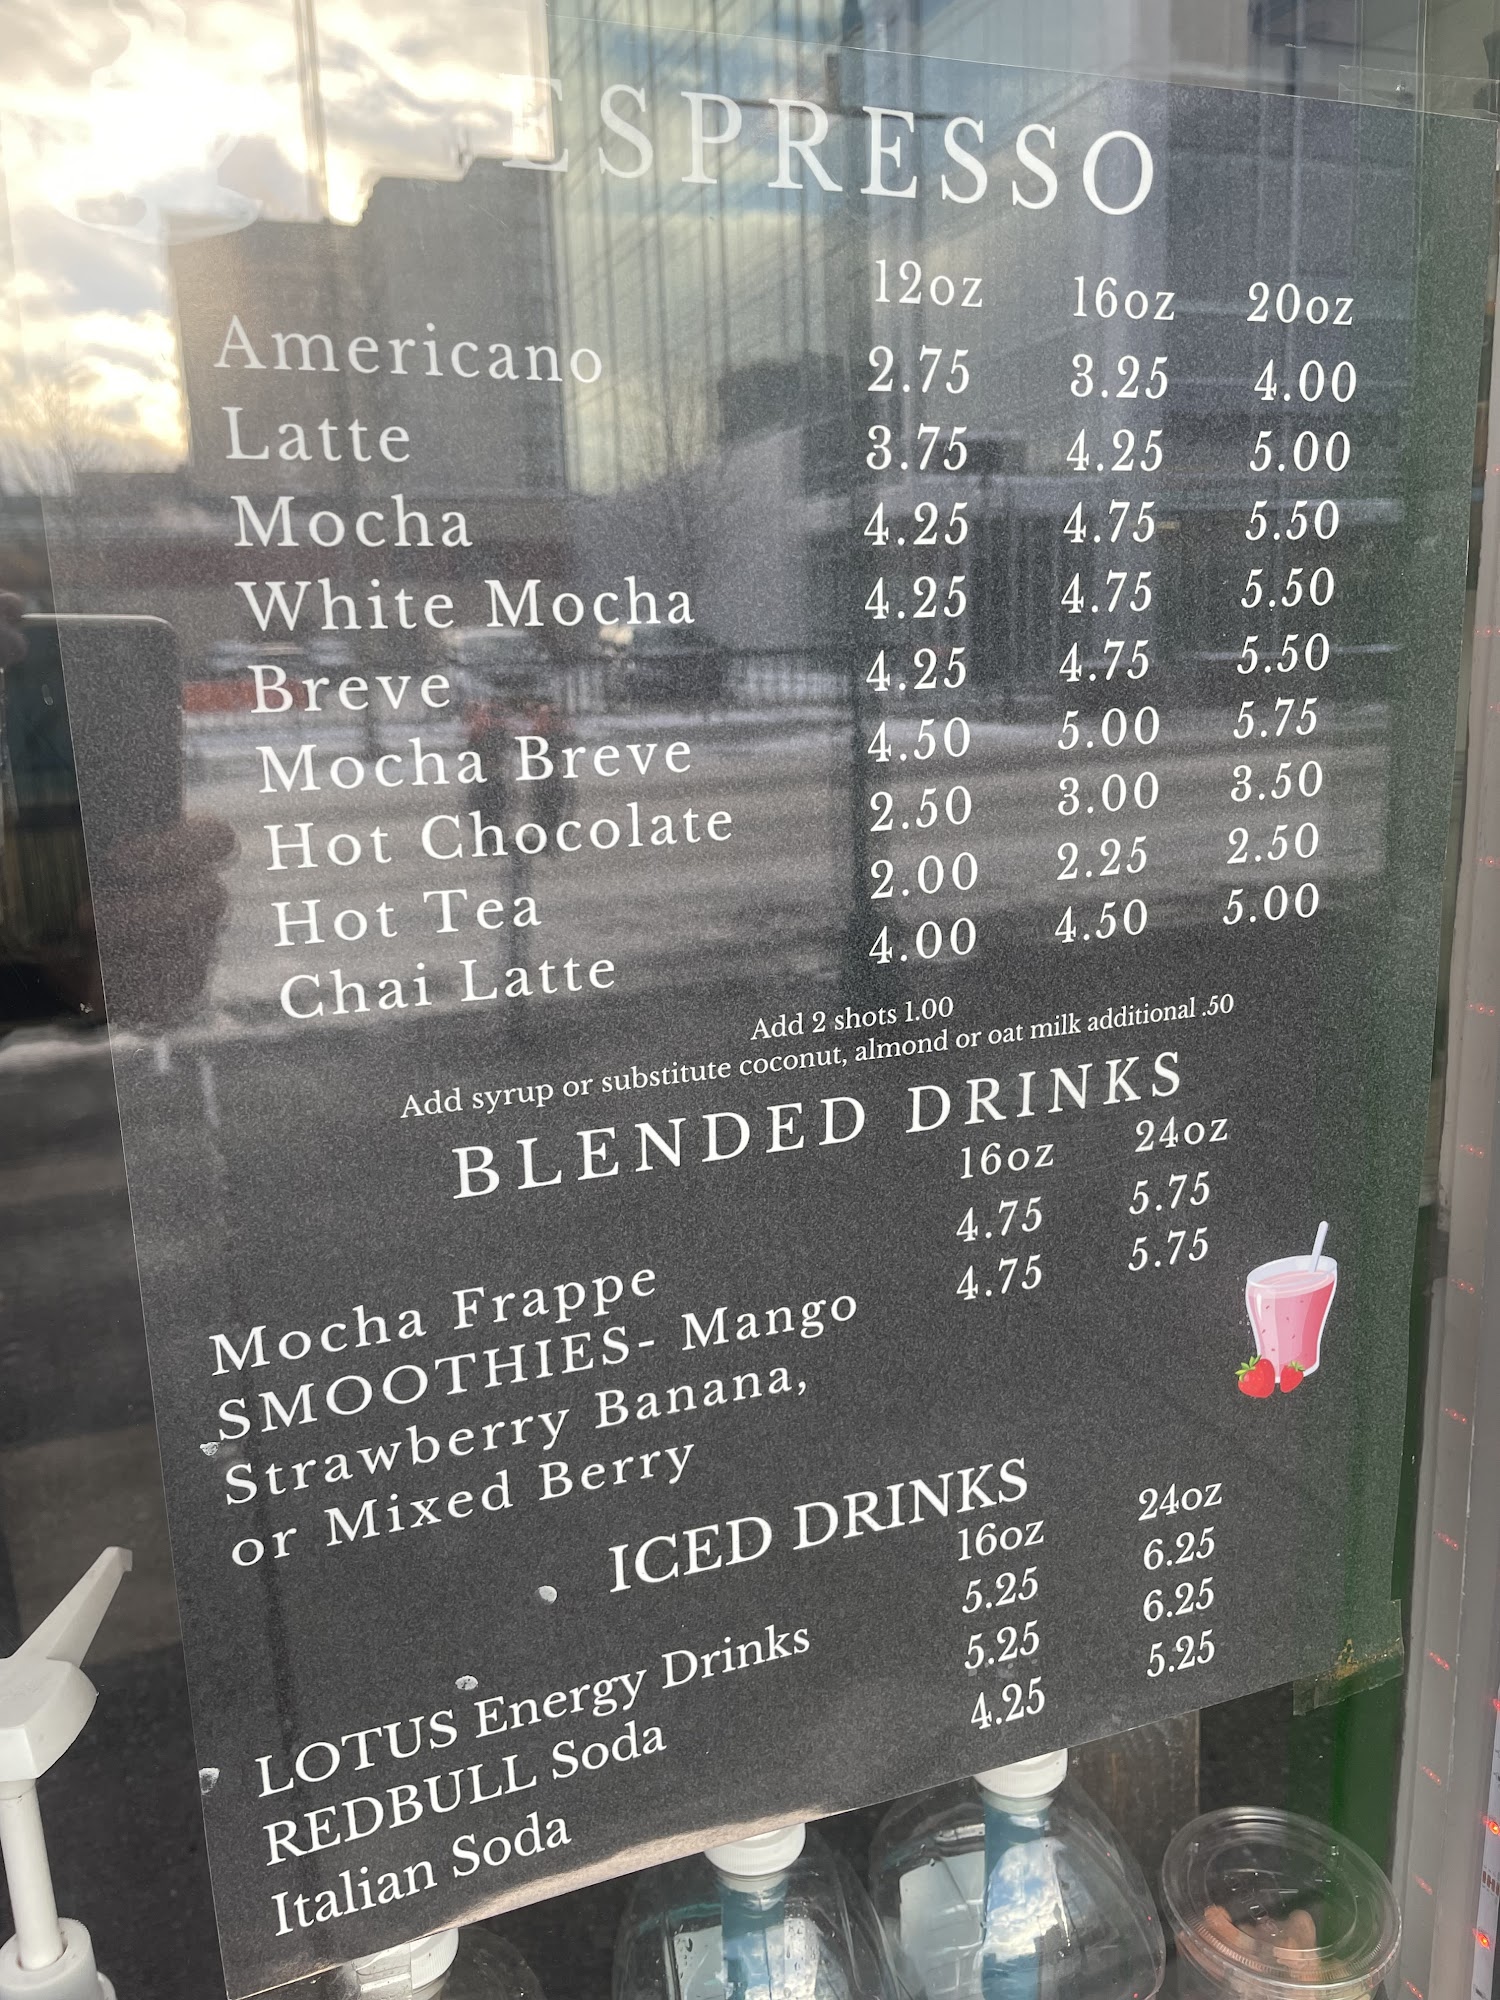 ESPRESSO
12oz 16oz 20oz
Americano 2.75 3.25 4.00
Latte 3.75 4.25 5.00
Mocha 4.25 4.75 5.50
White Mocha 4.25 4.75 5.50
Breve 4.25 4.75 5.50
Mocha Breve 4.50 5.00 5.75
Hot Chocolate 2.50 3.00 3.50
Hot Tea 2.00 2.25 2.50
Chai Latte 4.00 4.50 5.00
Add 2 shots 1.00
Add syrup or substitute coconut, almond or oat milk additional .50
BLENDED DRINKS
16oz 24oz
Mocha Frappe 4.75 5.75
SMOOTHIES- Mango 4.75 5.75
Strawberry Banana,
or Mixed Berry
ICED DRINKS
16oz 24oz
LOTUS Energy Drinks 5.25 6.25
REDBULL Soda 5.25 6.25
Italian Soda 4.25 5.25